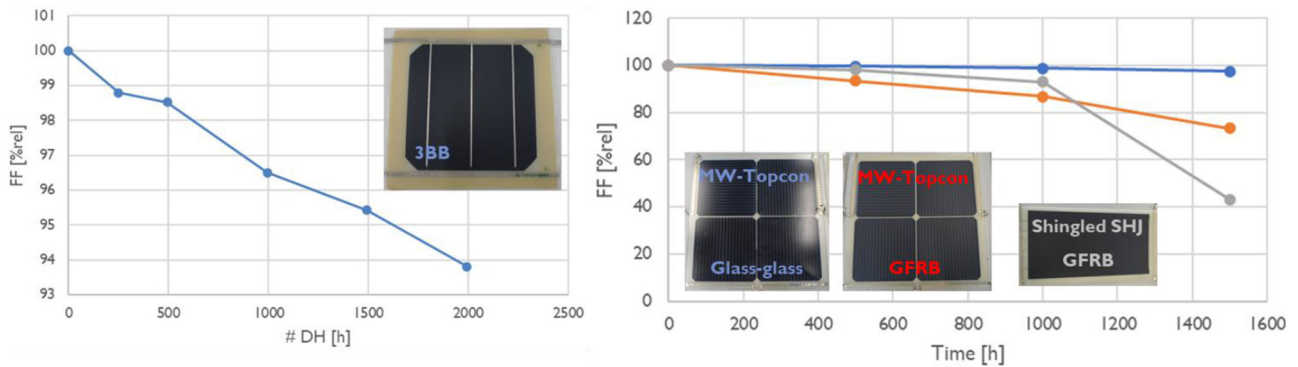 101
100
99
98
97
96
95
94
93
FF [%rel]
0
500
1000
1500
2000
2500
# DH [h]
3BB
120
100
80
60
40
20
0
FF [%rel]
0
200
400
600
800
1000
1200
1400
1600
Time [h]
MW-Topcon
Glass-glass
MW-Topcon
GFRB
Shingled SHJ
GFRB